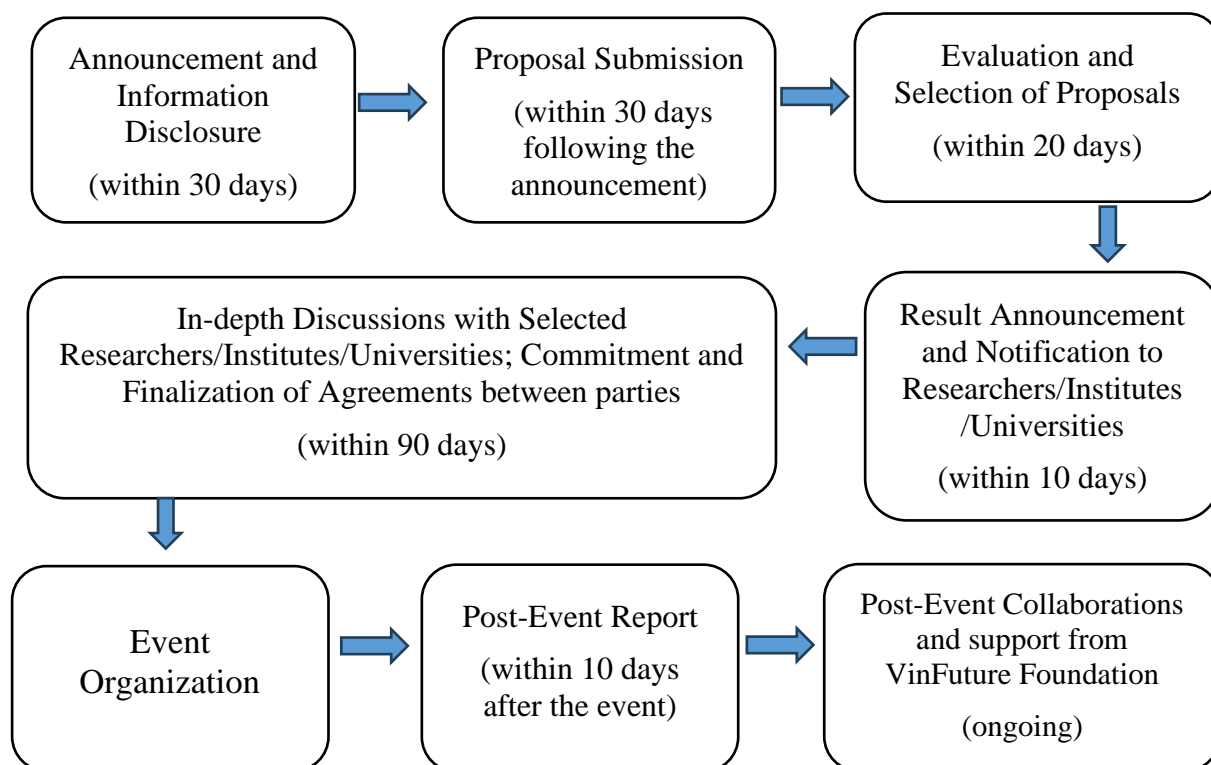 Announcement and
Information
Disclosure
(within 30 days)
Proposal Submission
(within 30 days
following the
announcement)
Evaluation and
Selection of Proposals
(within 20 days)
Result Announcement
and Notification to
Researchers/Institutes
/Universities
(within 10 days)
In-depth Discussions with Selected
Researchers/Institutes/Universities; Commitment and
Finalization of Agreements between parties
(within 90 days)
Event
Organization
Post-Event Report
(within 10 days
after the event)
Post-Event Collaborations
and support from
VinFuture Foundation
(ongoing)